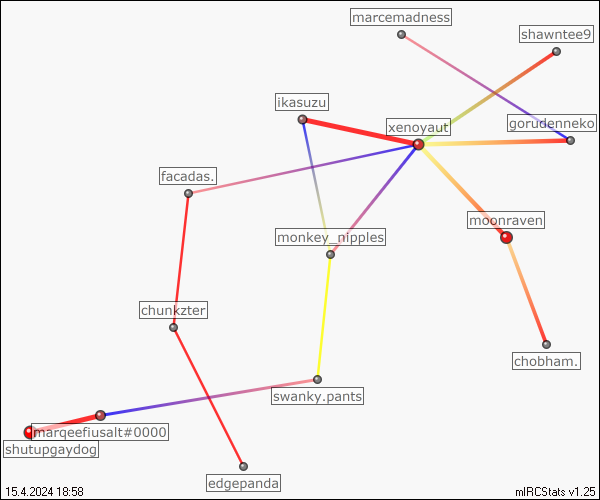 marcemadness
shawntee9
ikasuzu
xenoyaut
gorudenneko
facadas.
moonraven
monkey_nipples
chunkzter
chobham.
swanky.pants
marqeefiusalt#0000
shutupgaydog
edgepanda
15.4.2024 18:58
mIRCStats v1.25